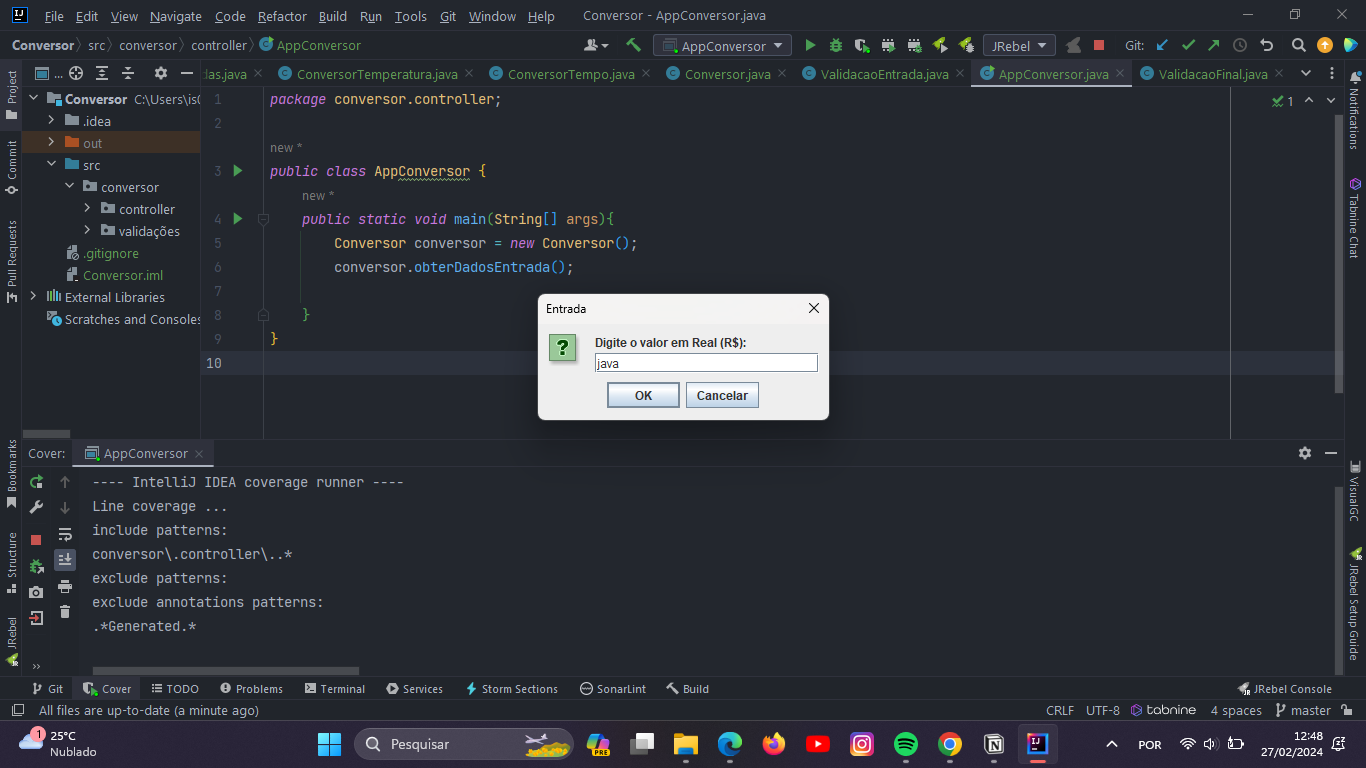 File Edit View Navigate Code Refactor Build Run Tools Git Window Help Conversor - AppConversor.java
Conversor src conversor controller AppConversor AppConversor JRebel Git:
Project ... das.java ConversorTemperatura.java ConversorTempo.java Conversor.java ValidacaoEntrada.java AppConversor.java ValidacaoFinal.java
Conversor C:\Users\is
.idea
out
src
conversor
controller
validações
.gitignore
Conversor.iml
External Libraries
Scratches and Consoles
Commit
Pull Requests
Bookmarks
Structure
JRebel
1 package conversor.controller;
2
new *
3 public class AppConversor {
new *
4 public static void main(String[] args){
5 Conversor conversor = new Conversor();
6 conversor.obterDadosEntrada();
7
8 }
9 }
10
1
Notifications
Tabnine Chat
VisualGC
JRebel Setup Guide
Entrada
?
Digite o valor em Real (R$):
java
OK Cancelar
Cover: AppConversor
---- IntelliJ IDEA coverage runner ----
Line coverage ...
include patterns:
conversor\.controller\..*
exclude patterns:
exclude annotations patterns:
.*Generated.*
Git Cover TODO Problems Terminal Services Storm Sections SonarLint Build JRebel Console
All files are up-to-date (a minute ago) CRLF UTF-8 tabnine 4 spaces master
1
25°C
Nublado
Pesquisar
PRE
POR
12:48
27/02/2024